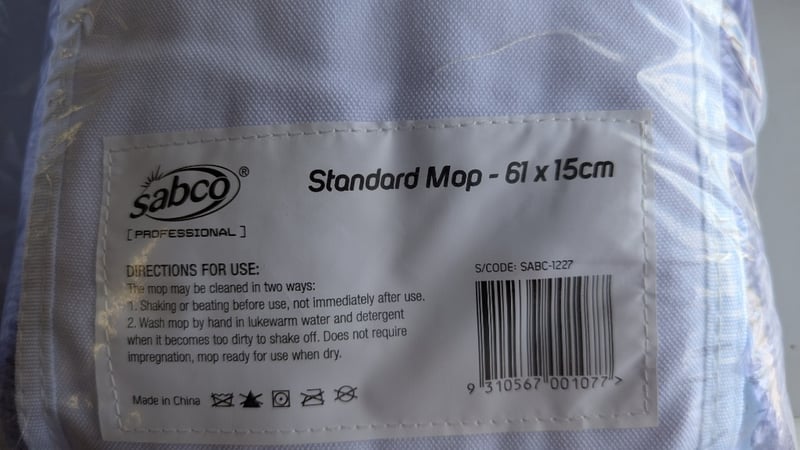 sabco®
[ PROFESSIONAL ]
Standard Mop - 61 x 15cm
DIRECTIONS FOR USE:
The mop may be cleaned in two ways:
1. Shaking or beating before use, not immediately after use.
2. Wash mop by hand in lukewarm water and detergent
when it becomes too dirty to shake off. Does not require
impregnation, mop ready for use when dry.
Made in China
S/CODE: SABC-1227
9 310567 001077 >